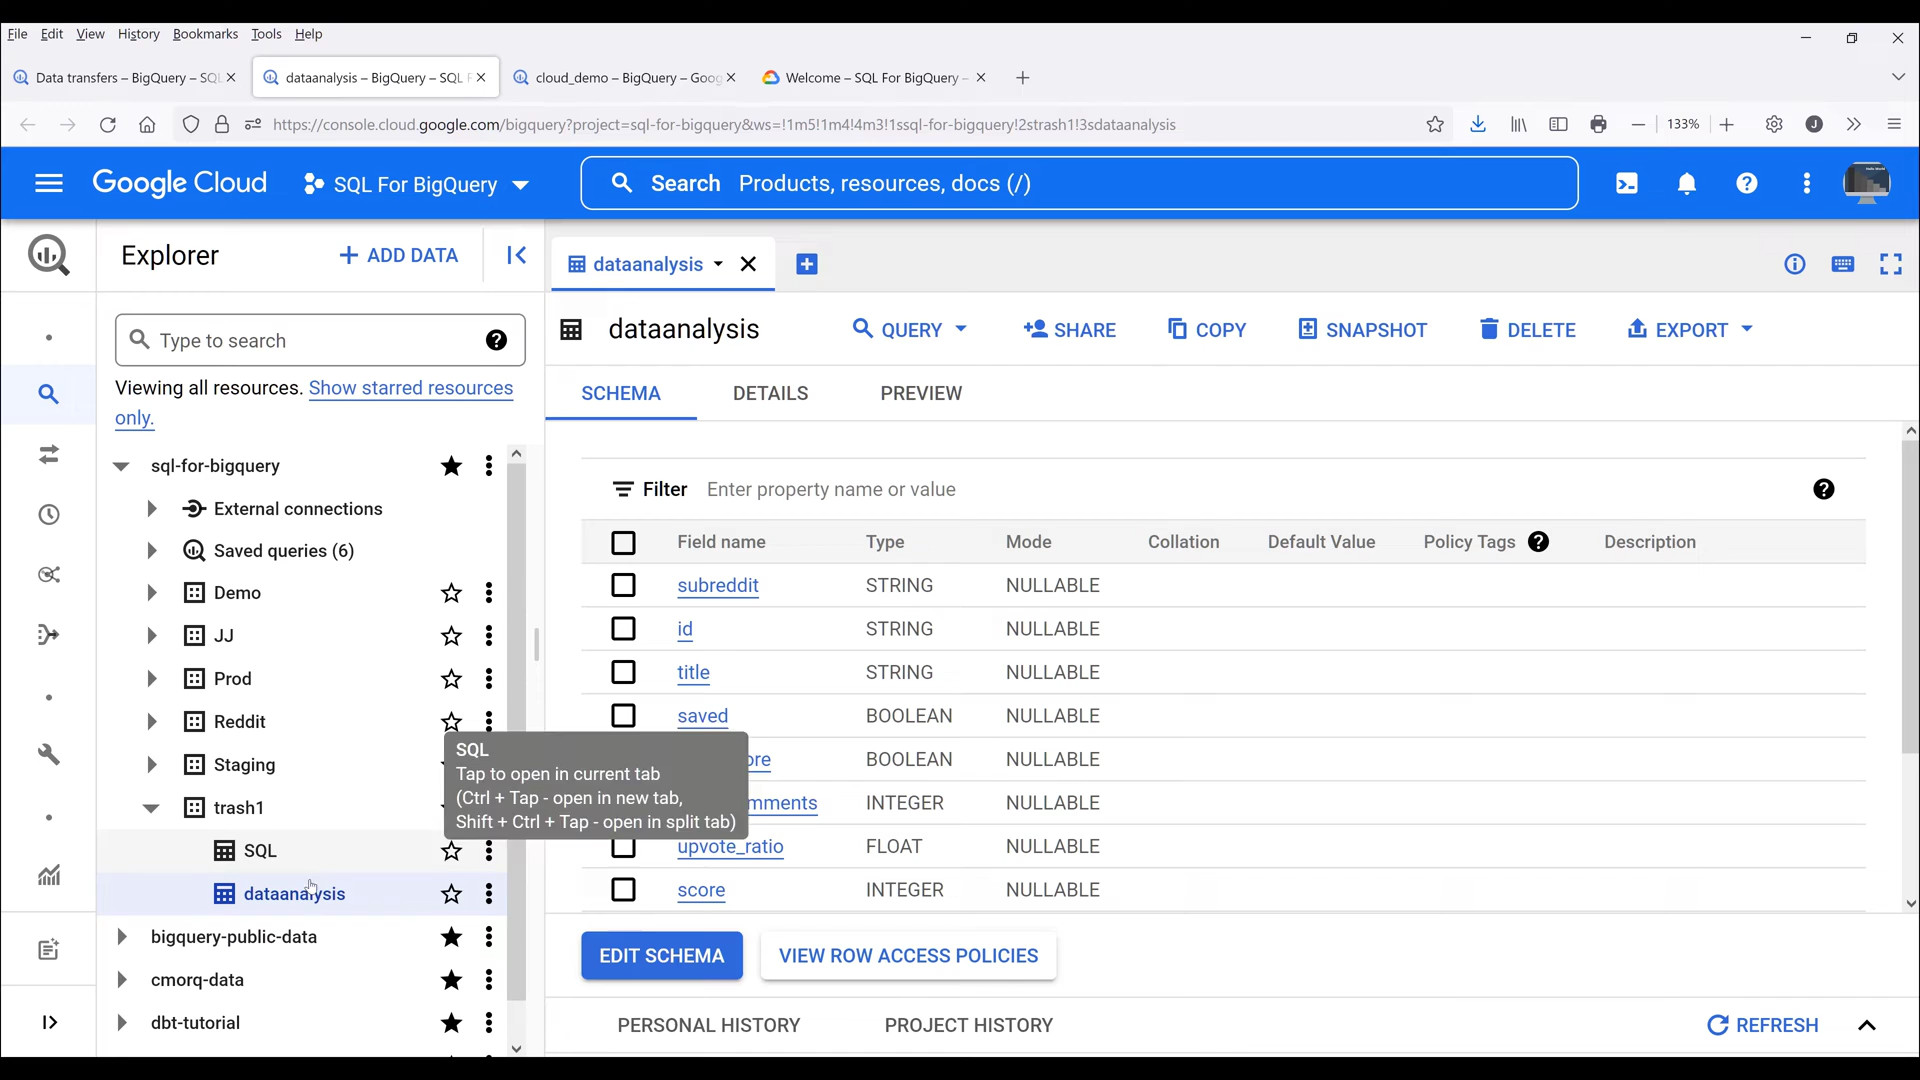 File Edit View History Bookmarks Tools Help
Data transfers – BigQuery – SQL
dataanalysis – BigQuery – SQL F
cloud_demo – BigQuery – Goog
Welcome – SQL For BigQuery –
https://console.cloud.google.com/bigquery?project=sql-for-bigquery&ws=!1m5!1m4!4m3!1ssql-for-bigquery!2strash1!3sdataanalysis
133%
J
Google Cloud
SQL For BigQuery
Search Products, resources, docs (/)
Explorer
+ ADD DATA
dataanalysis
Type to search
Viewing all resources. Show starred resources
only.
sql-for-bigquery
External connections
Saved queries (6)
Demo
JJ
Prod
Reddit
Staging
trash1
SQL
dataanalysis
bigquery-public-data
cmorq-data
dbt-tutorial
SQL
Tap to open in current tab
(Ctrl + Tap - open in new tab,
Shift + Ctrl + Tap - open in split tab)
dataanalysis
QUERY
SHARE
COPY
SNAPSHOT
DELETE
EXPORT
SCHEMA DETAILS PREVIEW
Filter Enter property name or value
Field name Type Mode Collation Default Value Policy Tags Description
subreddit STRING NULLABLE
id STRING NULLABLE
title STRING NULLABLE
saved BOOLEAN NULLABLE
ore BOOLEAN NULLABLE
mments INTEGER NULLABLE
upvote_ratio FLOAT NULLABLE
score INTEGER NULLABLE
EDIT SCHEMA
VIEW ROW ACCESS POLICIES
PERSONAL HISTORY PROJECT HISTORY
REFRESH